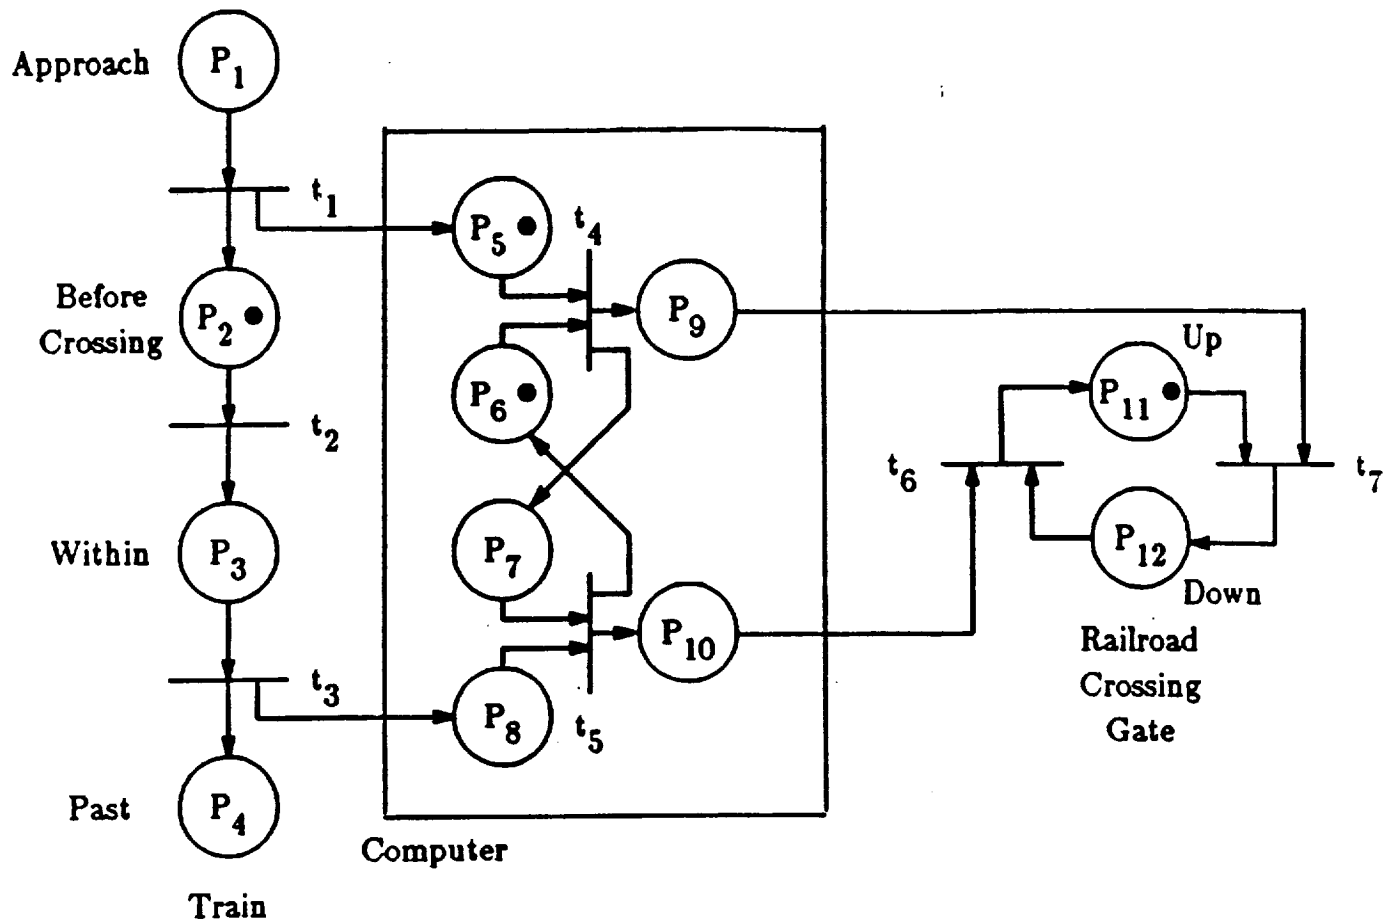 Approach
P1
t1
P5
t4
Before
Crossing
P2
P9
Up
P6
P11
t2
t6
t7
Within
P3
P7
P12
Down
P10
Railroad
Crossing
Gate
t3
P8
t5
Past
P4
Computer
Train